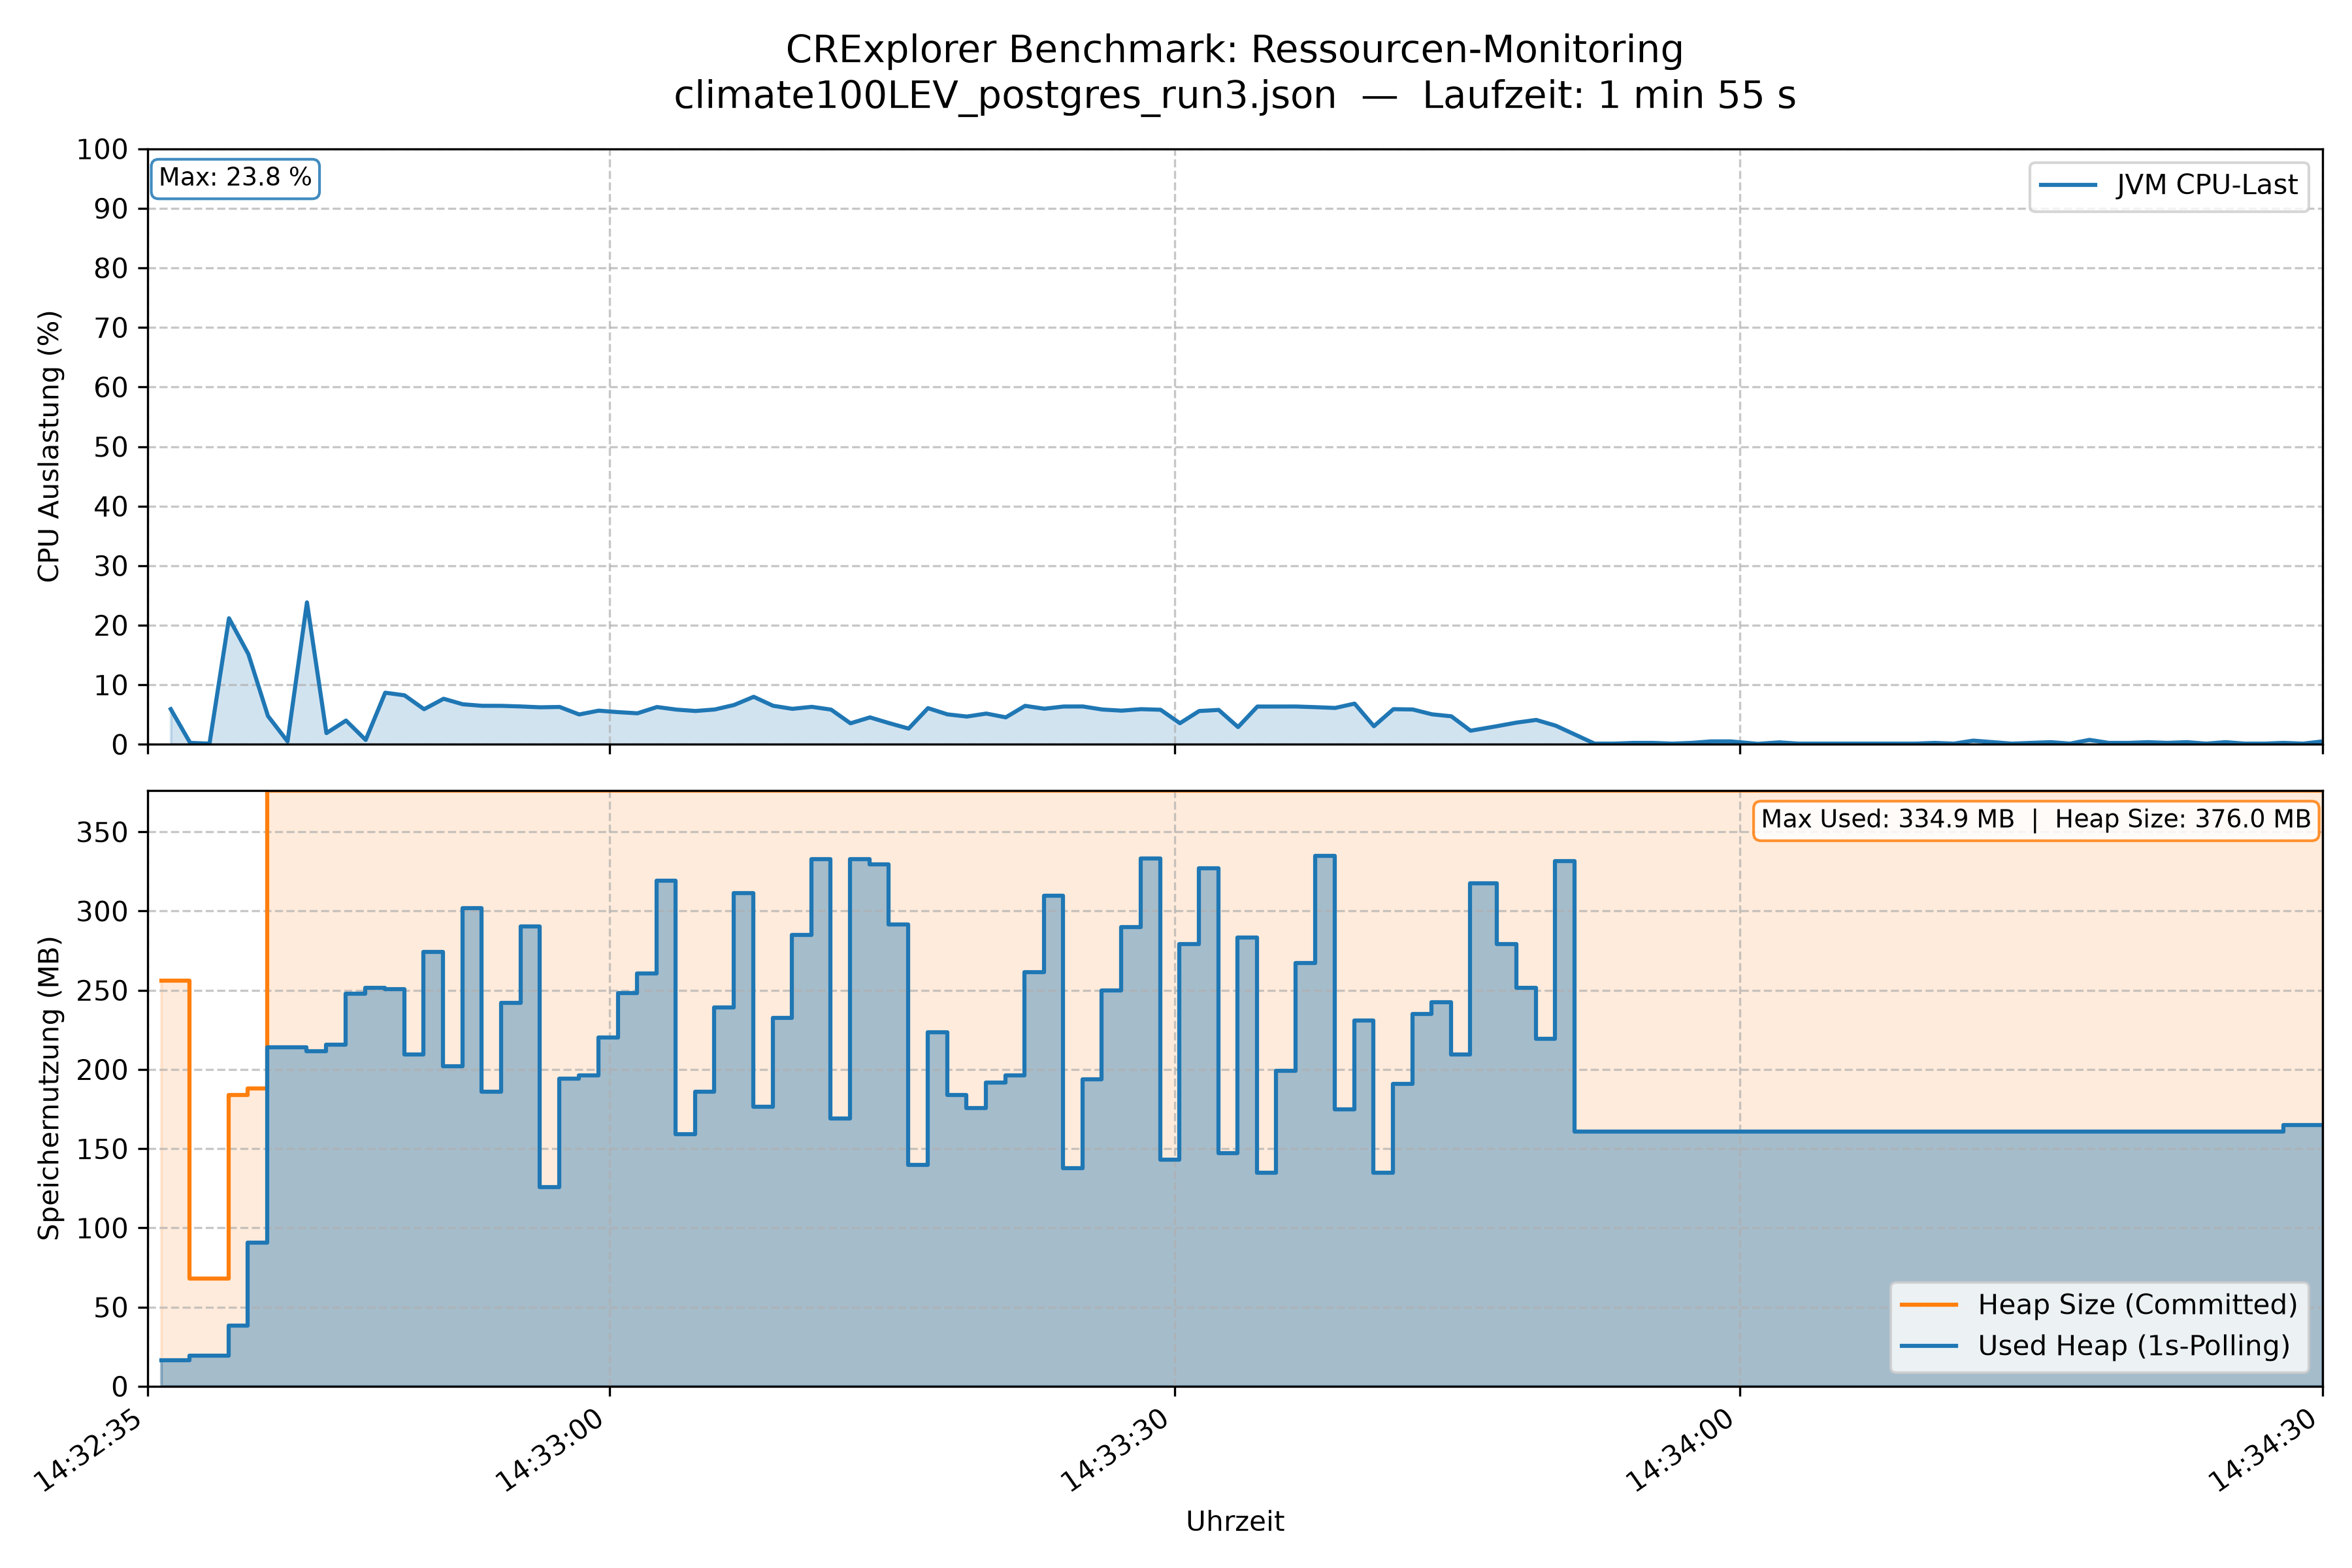 CRExplorer Benchmark: Ressourcen-Monitoring
climate100LEV_postgres_run3.json — Laufzeit: 1 min 55 s
Max: 23.8 %
JVM CPU-Last
CPU Auslastung (%)
100
90
80
70
60
50
40
30
20
10
0
Max Used: 334.9 MB | Heap Size: 376.0 MB
Speichernutzung (MB)
350
300
250
200
150
100
50
0
Heap Size (Committed)
Used Heap (1s-Polling)
14:32:35
14:33:00
14:33:30
14:34:00
14:34:30
Uhrzeit